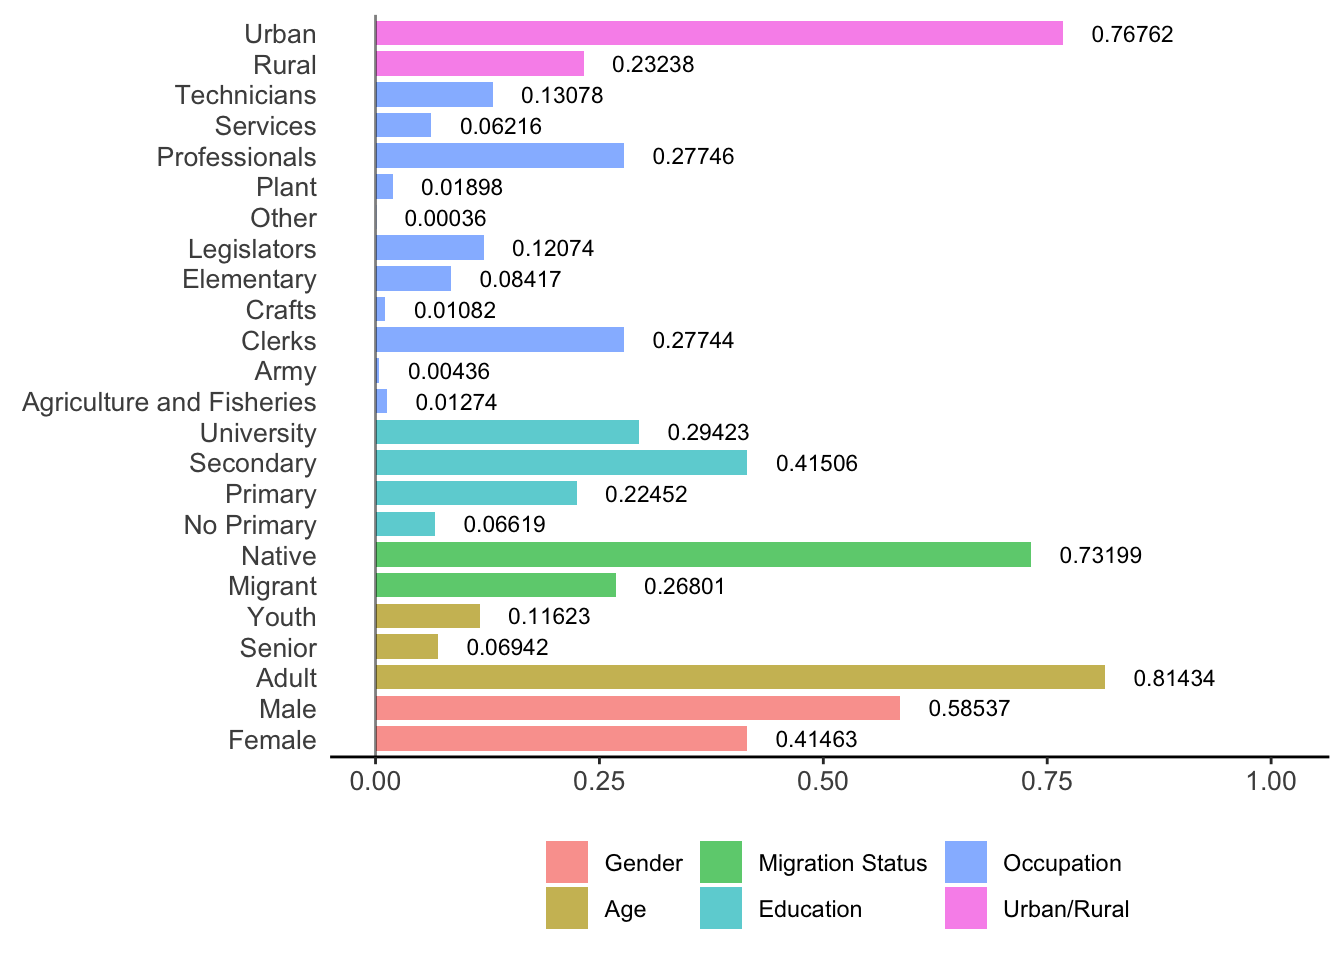 Urban 0.76762
Rural 0.23238
Technicians 0.13078
Services 0.06216
Professionals 0.27746
Plant 0.01898
Other 0.00036
Legislators 0.12074
Elementary 0.08417
Crafts 0.01082
Clerks 0.27744
Army 0.00436
Agriculture and Fisheries 0.01274
University 0.29423
Secondary 0.41506
Primary 0.22452
No Primary 0.06619
Native 0.73199
Migrant 0.26801
Youth 0.11623
Senior 0.06942
Adult 0.81434
Male 0.58537
Female 0.41463
0.00 0.25 0.50 0.75 1.00
Gender Migration Status Occupation
Age Education Urban/Rural